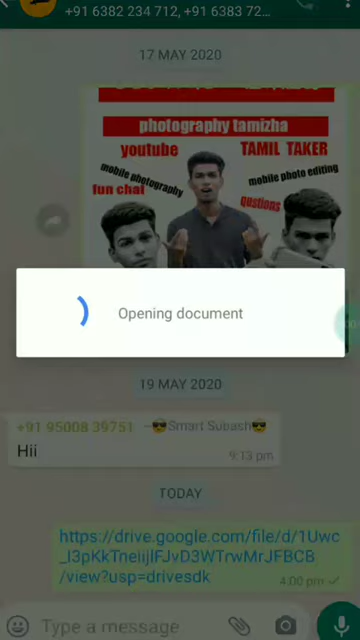 +91 6382 234 712, +91 6383 72...
17 MAY 2020
photography tamizha
youtube
TAMIL TAKER
mobile photography
mobile photo editing
fun chat
Qustions
Opening document
19 MAY 2020
+91 95008 39751 ~😎Smart Subash😎
Hii
9:13 pm
TODAY
https://drive.google.com/file/d/1Uwc
_l3pKkTneIijlFJvD3WTrwMrJFBCB
/view?usp=drivesdk
4:00 pm
Type a message